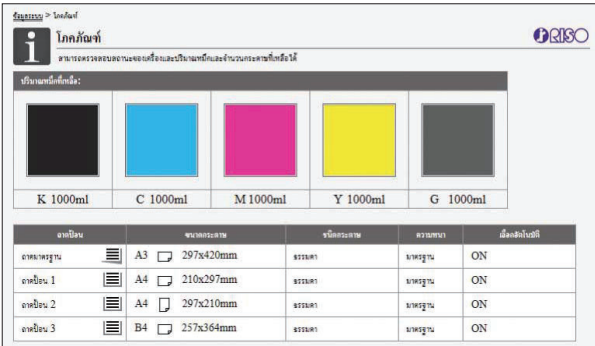 ข้อมูลระบบ > โภคภัณฑ์
โภคภัณฑ์
RISO
สามารถตรวจสอบสถานะของเครื่องและปริมาณหมึกและจำนวนกระดาษที่เหลือได้
ปริมาณหมึกที่เหลือ:
K 1000ml C 1000ml M1000ml Y 1000ml G 1000ml
ถาดป้อน ขนาดกระดาษ ชนิดกระดาษ ความหนา เลือกอัตโนมัติ
ถาดมาตรฐาน A3 297x420mm ธรรมดา มาตรฐาน ON
ถาดป้อน 1 A4 210x297mm ธรรมดา มาตรฐาน ON
ถาดป้อน 2 A4 297x210mm ธรรมดา มาตรฐาน ON
ถาดป้อน 3 B4 257x364mm ธรรมดา มาตรฐาน ON